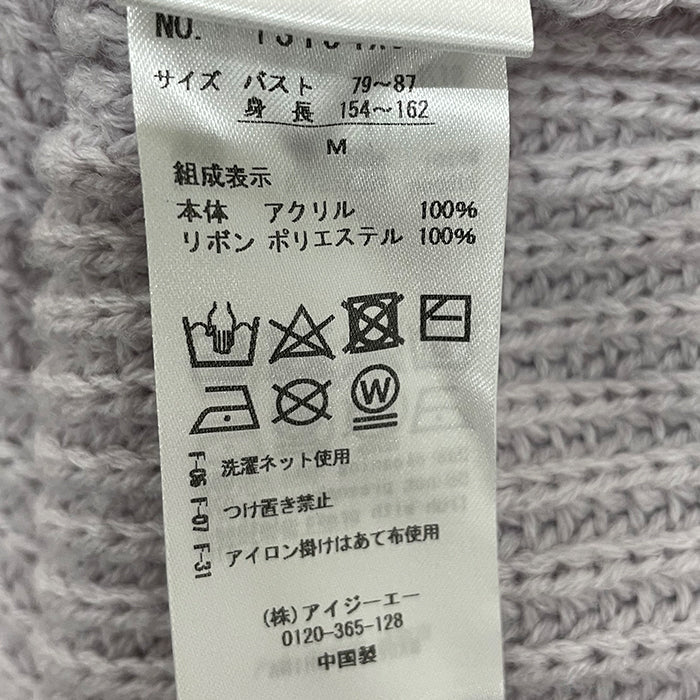 NO.
サイズ バスト 79~87
身 長 154~162
M
組成表示
本体 アクリル 100%
リボン ポリエステル 100%
W
F-06 洗濯ネット使用
F-07 つけ置き禁止
F-31 アイロン掛けはあて布使用
(株)アイジーエー
0120-365-128
中国製